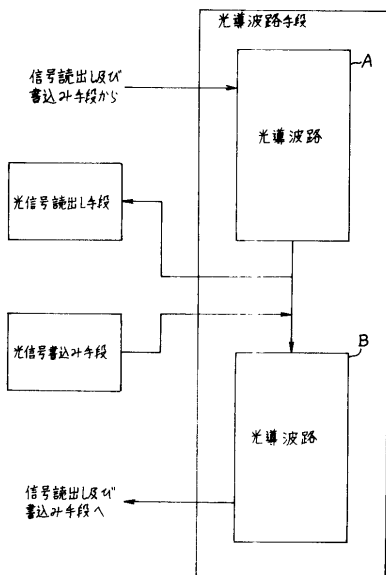 光導波路手段
A
信号読出し及び
書込み手段から
光導波路
光信号読出し手段
光信号書込み手段
B
光導波路
信号読出し及び
書込み手段へ